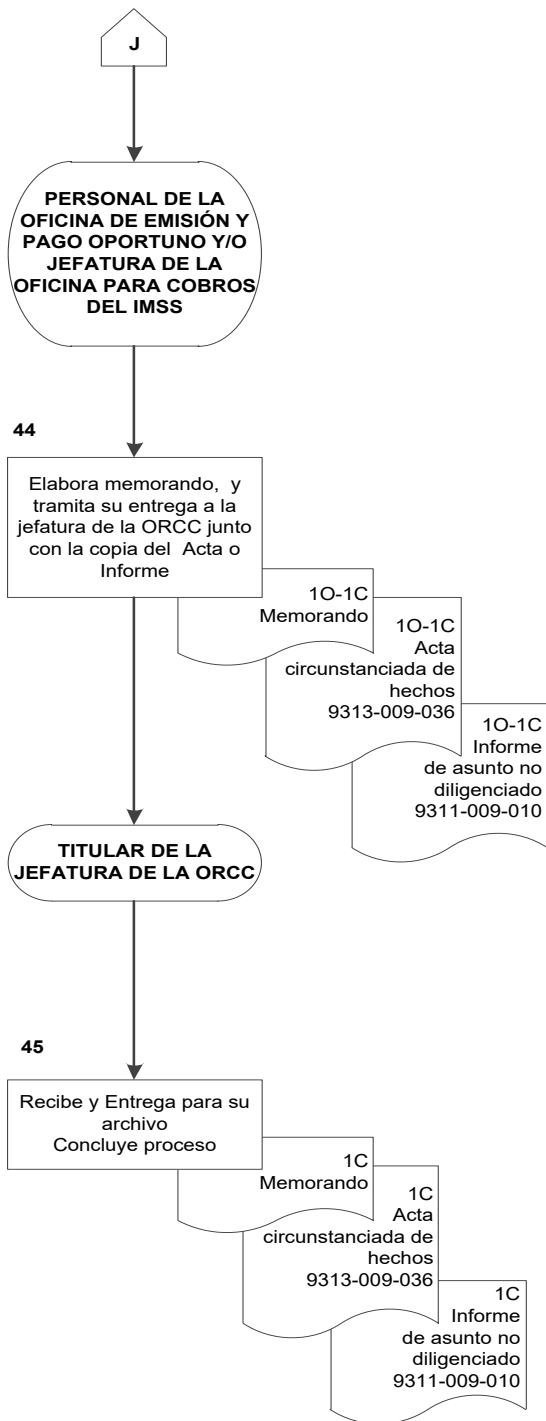 J
PERSONAL DE LA
OFICINA DE EMISIÓN Y
PAGO OPORTUNO Y/O
JEFATURA DE LA
OFICINA PARA COBROS
DEL IMSS
44
Elabora memorando,  y
tramita su entrega a la
jefatura de la ORCC junto
con la copia del  Acta o
Informe
1O-1C
Memorando
1O-1C
Acta
circunstanciada de
hechos
9313-009-036
1O-1C
Informe
de asunto no
diligenciado
9311-009-010
TITULAR DE LA
JEFATURA DE LA ORCC
45
Recibe y Entrega para su
archivo
Concluye proceso
1C
Memorando
1C
Acta
circunstanciada de
hechos
9313-009-036
1C
Informe
de asunto no
diligenciado
9311-009-010